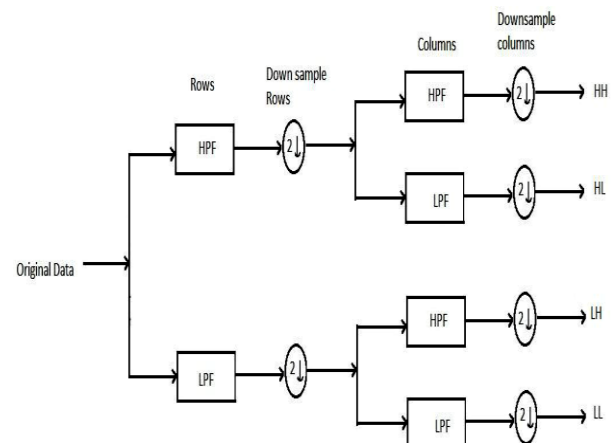 Downsample
columns
Columns
Down sample
Rows
Rows
HPF
2↓
HH
HPF
2↓
LPF
2↓
HL
Original Data
HPF
2↓
LH
LPF
2↓
LPF
2↓
LL